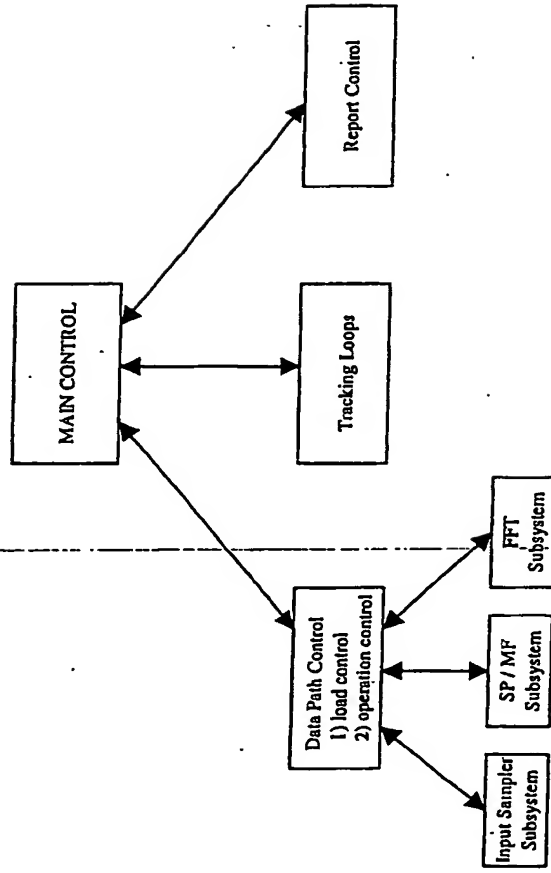 MAIN CONTROL
Data Path Control
1) load control
2) operation control
Tracking Loops
Report Control
Input Sampler
Subsystem
SP / MF
Subsystem
FFT
Subsystem